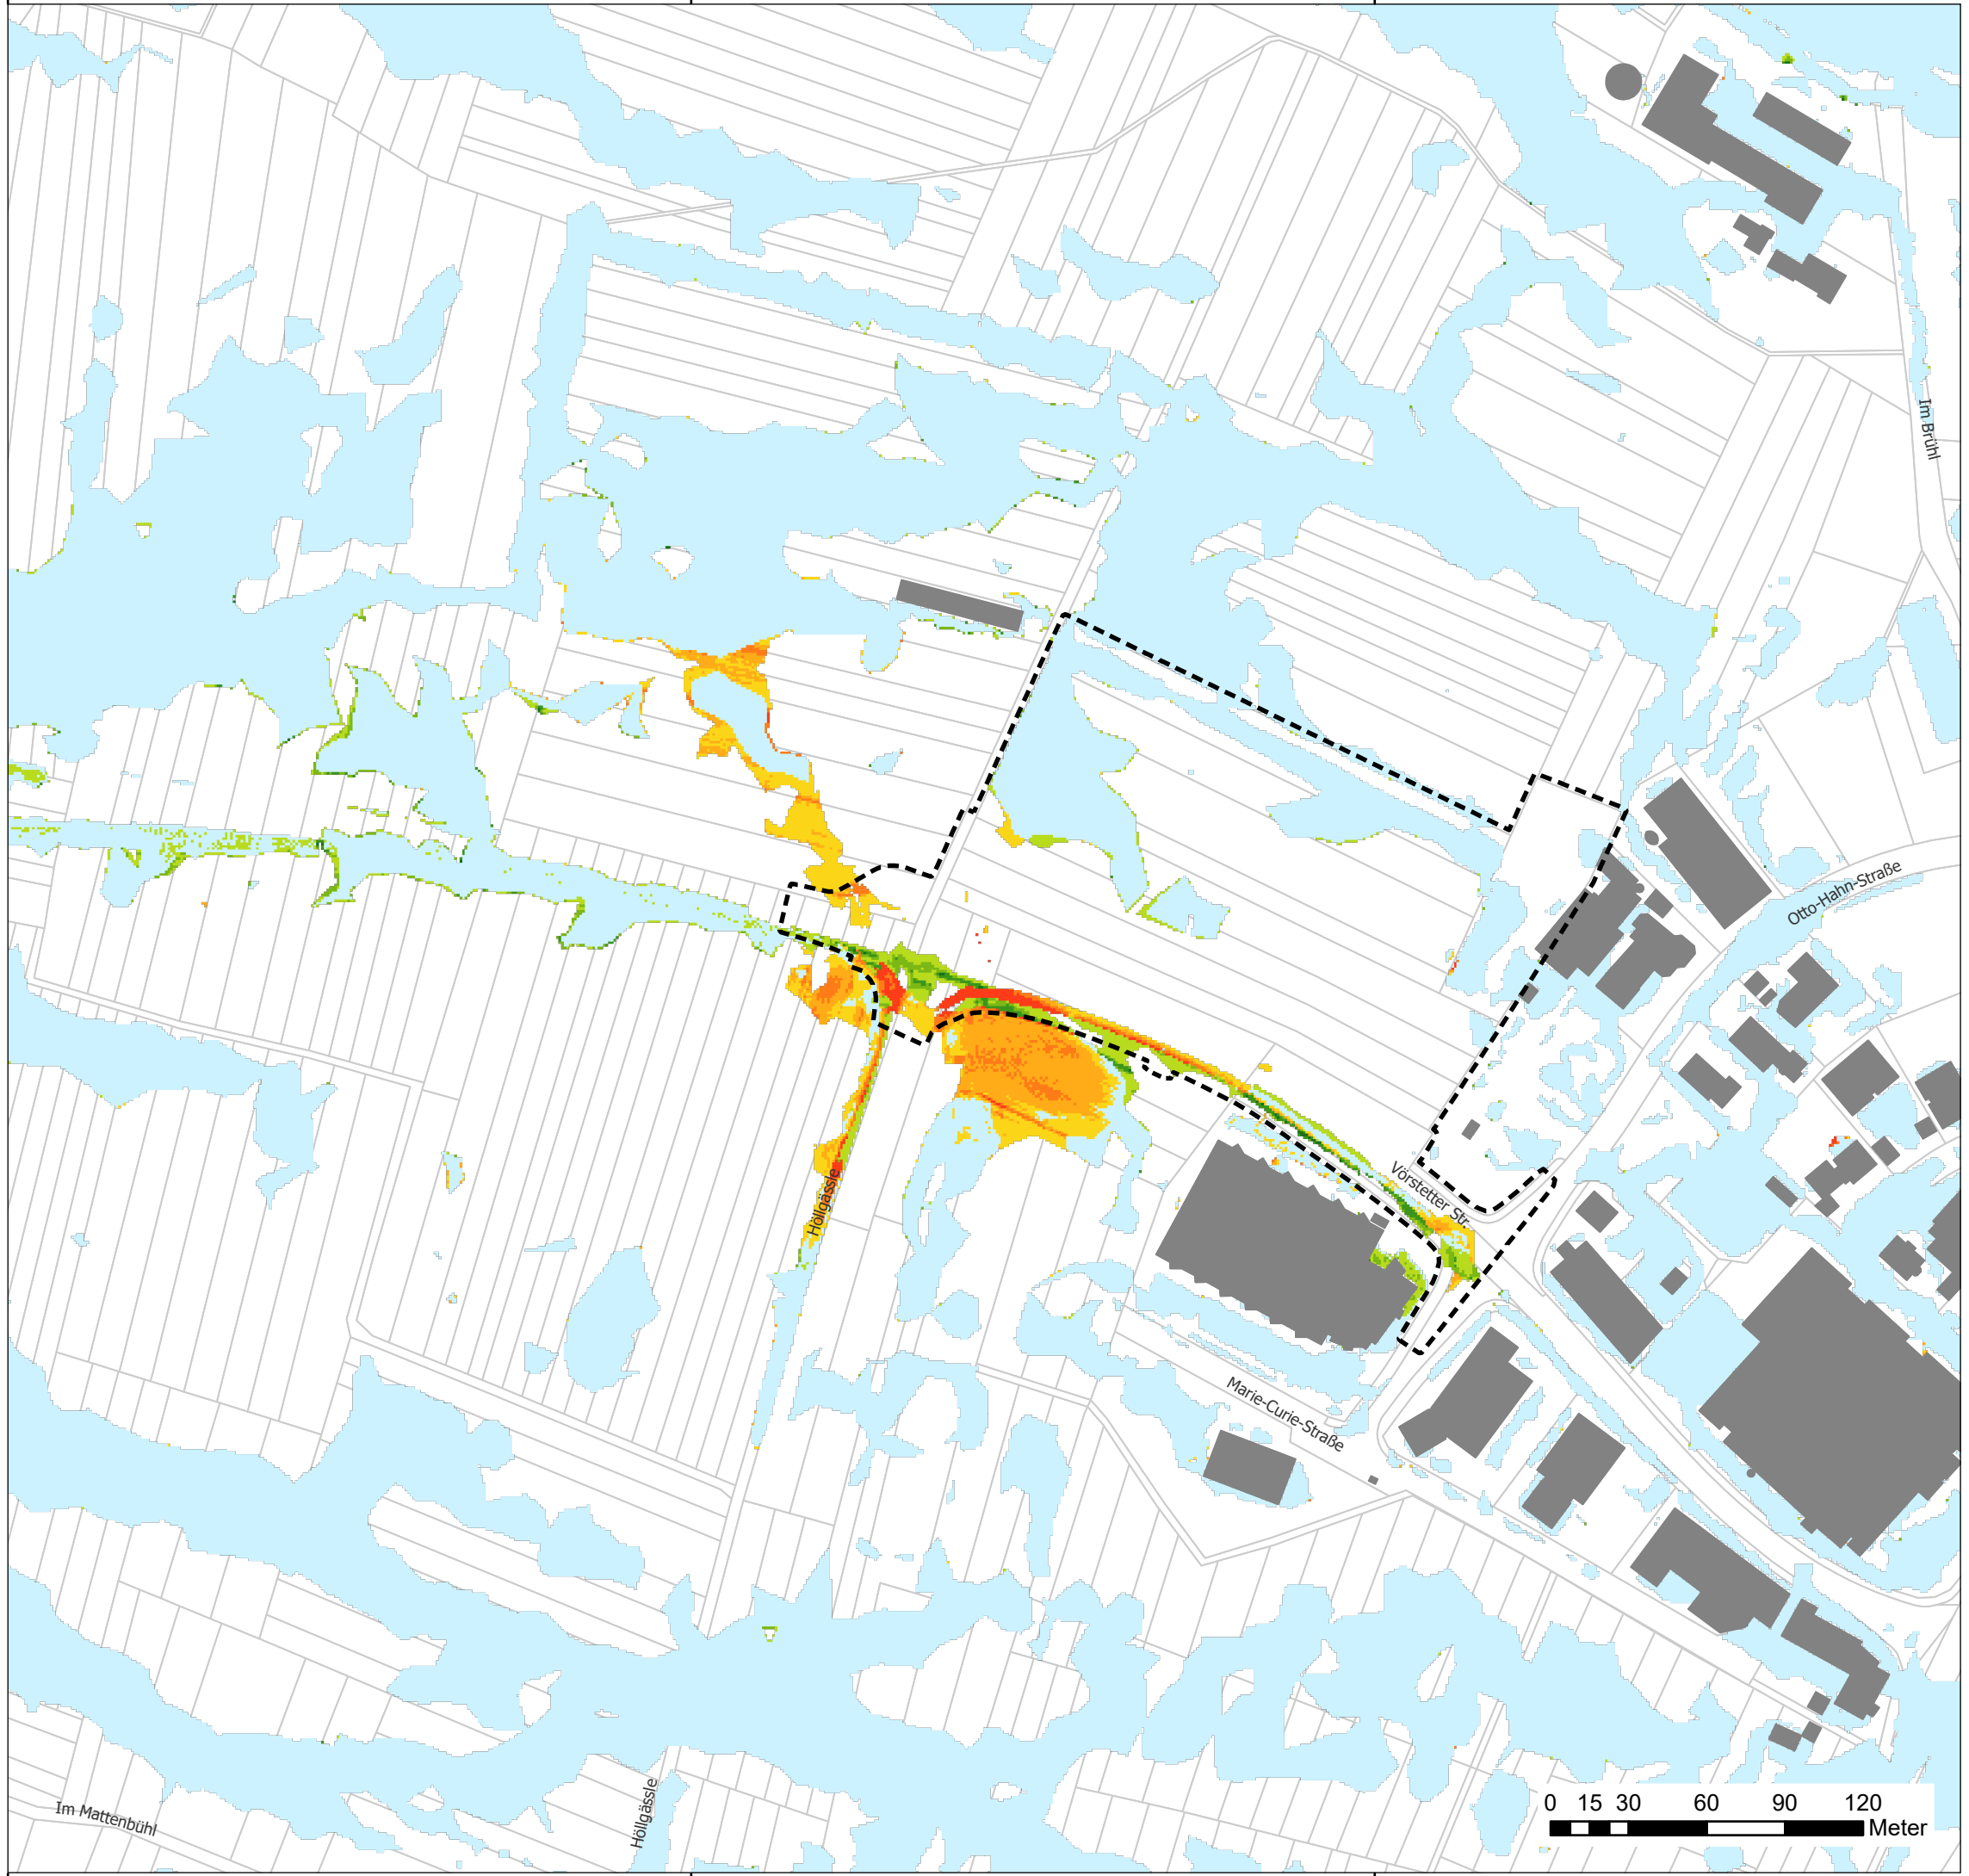 Im Brühl
Otto-Hahn-Straße
Vörstetter Str.
Höllgässle
Marie-Curie-Straße
Höllgässle
Im Mattenbühl
0 15 30 60 90 120
Meter